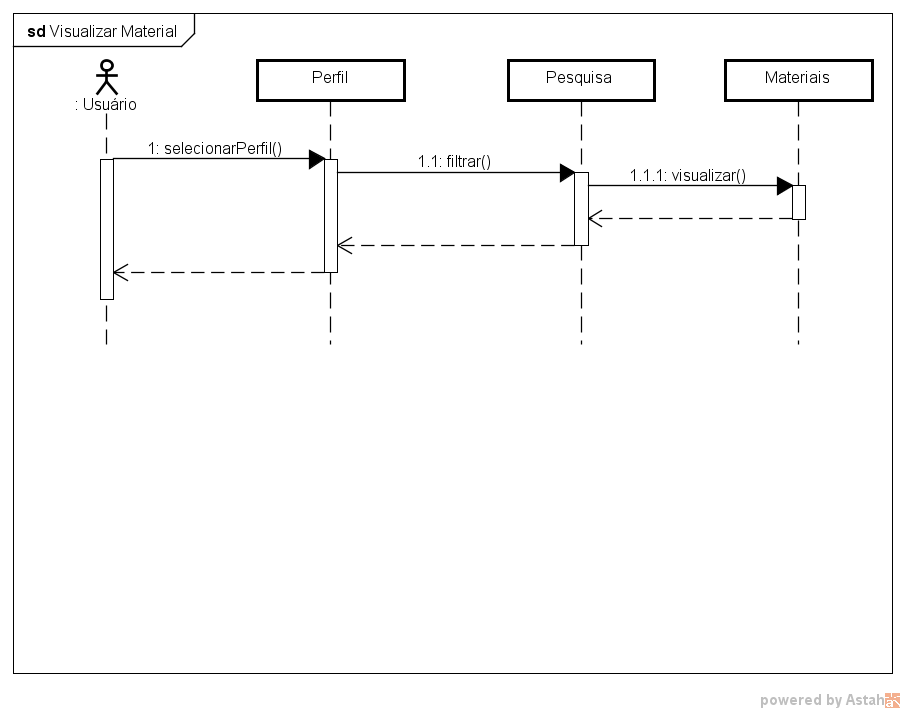 sd Visualizar Material
: Usuário
Perfil
Pesquisa
Materiais
1: selecionarPerfil()
1.1: filtrar()
1.1.1: visualizar()
powered by Astah